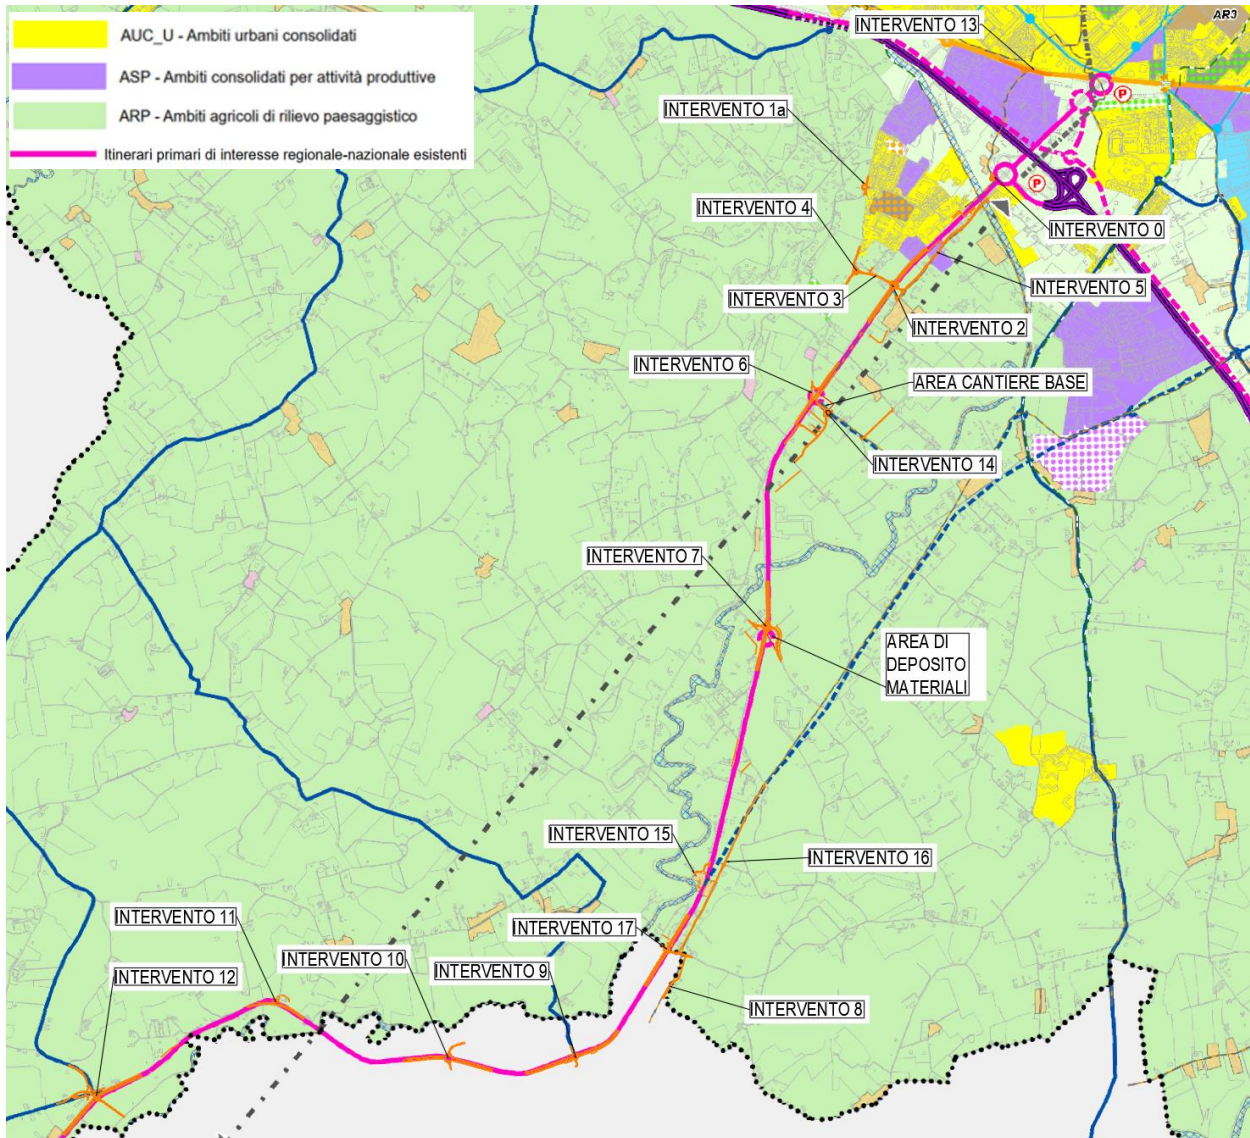 AUC_U - Ambiti urbani consolidati
ASP - Ambiti consolidati per attività produttive
ARP - Ambiti agricoli di rilievo paesaggistico
Itinerari primari di interesse regionale-nazionale esistenti
AR3
INTERVENTO 13
P
INTERVENTO 1a
P
INTERVENTO 4
INTERVENTO 0
INTERVENTO 5
INTERVENTO 3
INTERVENTO 2
INTERVENTO 6
AREA CANTIERE BASE
INTERVENTO 14
INTERVENTO 7
AREA DI
DEPOSITO
MATERIALI
INTERVENTO 15
INTERVENTO 16
INTERVENTO 11
INTERVENTO 17
INTERVENTO 10
INTERVENTO 9
INTERVENTO 12
INTERVENTO 8